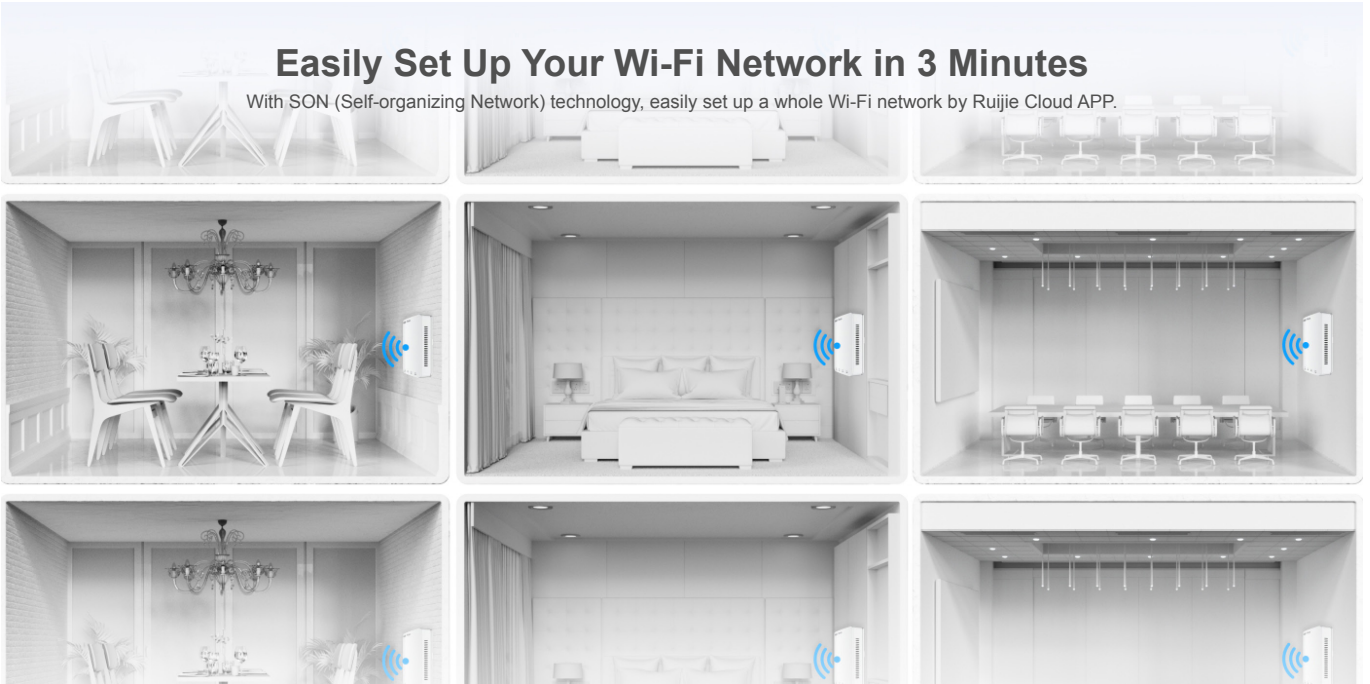 Easily Set Up Your Wi-Fi Network in 3 Minutes
With SON (Self-organizing Network) technology, easily set up a whole Wi-Fi network by Ruijie Cloud APP.